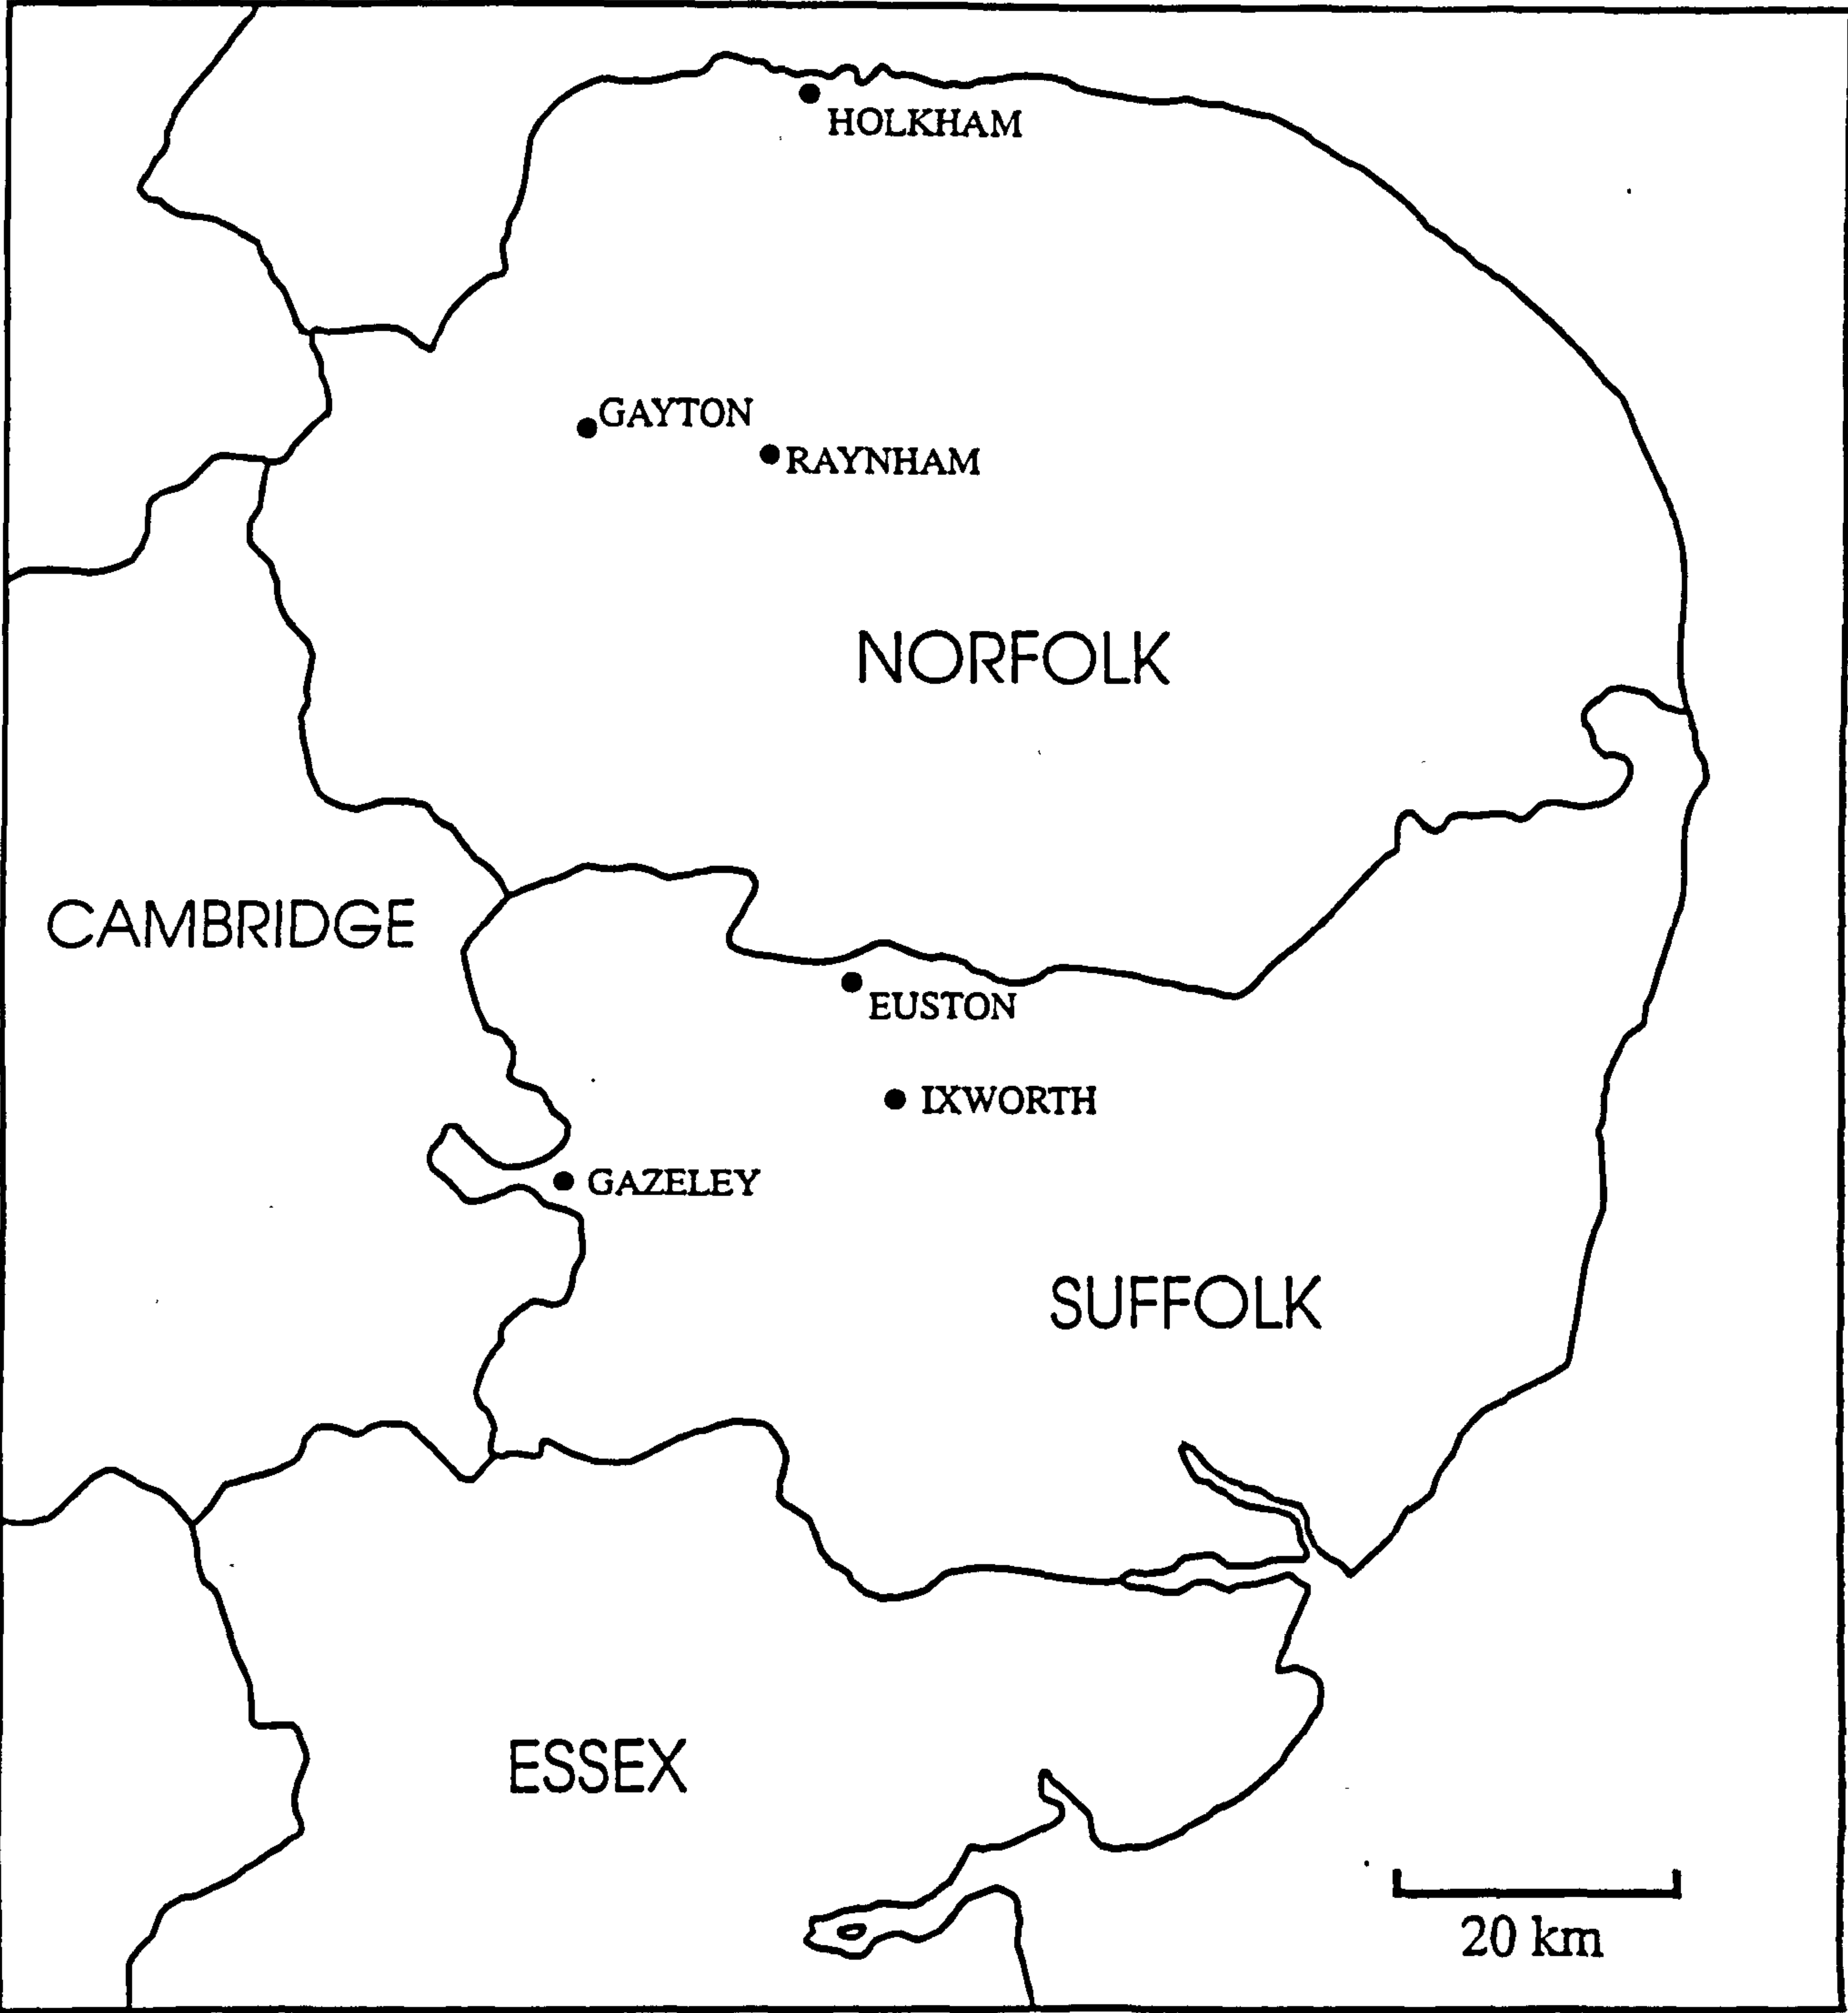 HOLKHAM
GAYTON
RAYNHAM
NORFOLK
CAMBRIDGE
EUSTON
IXWORTH
GAZELEY
SUFFOLK
ESSEX
20 km